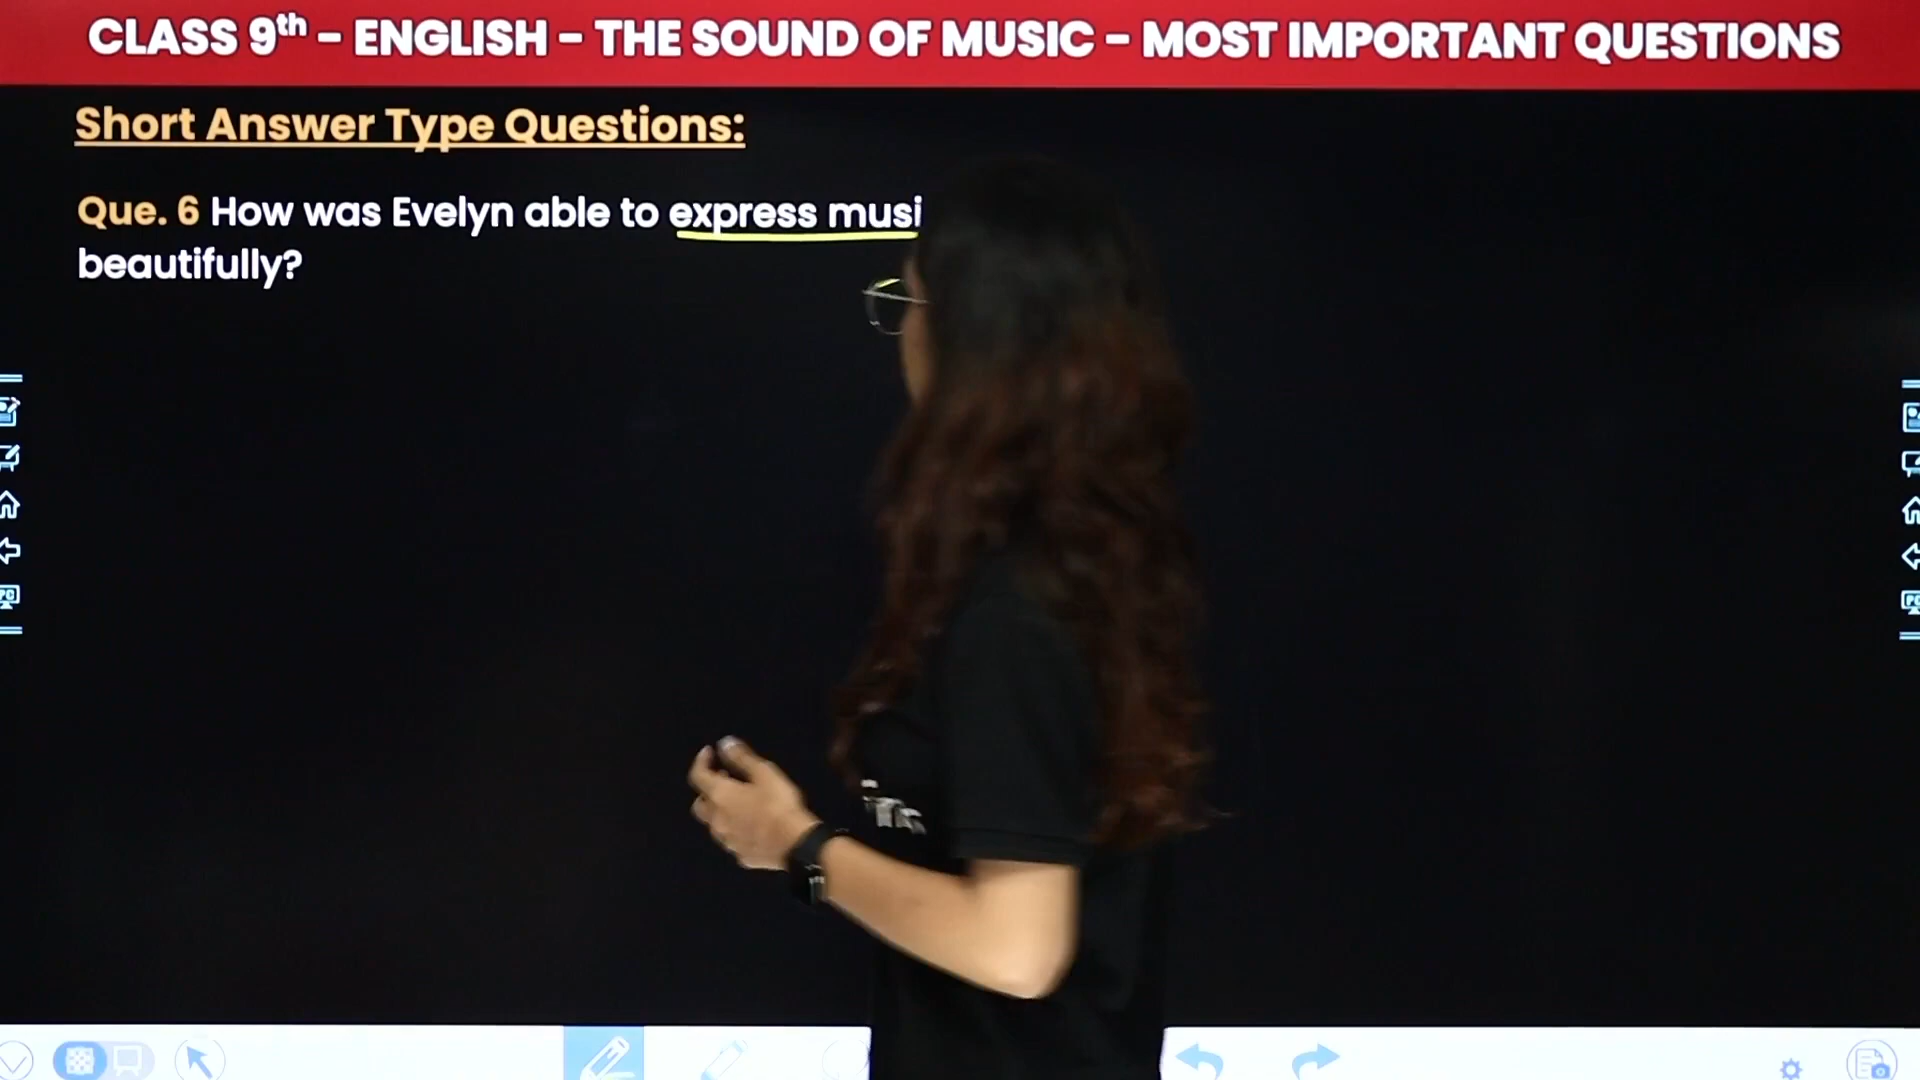 CLASS 9th – ENGLISH – THE SOUND OF MUSIC – MOST IMPORTANT QUESTIONS
Short Answer Type Questions:
Que. 6 How was Evelyn able to express musi
beautifully?